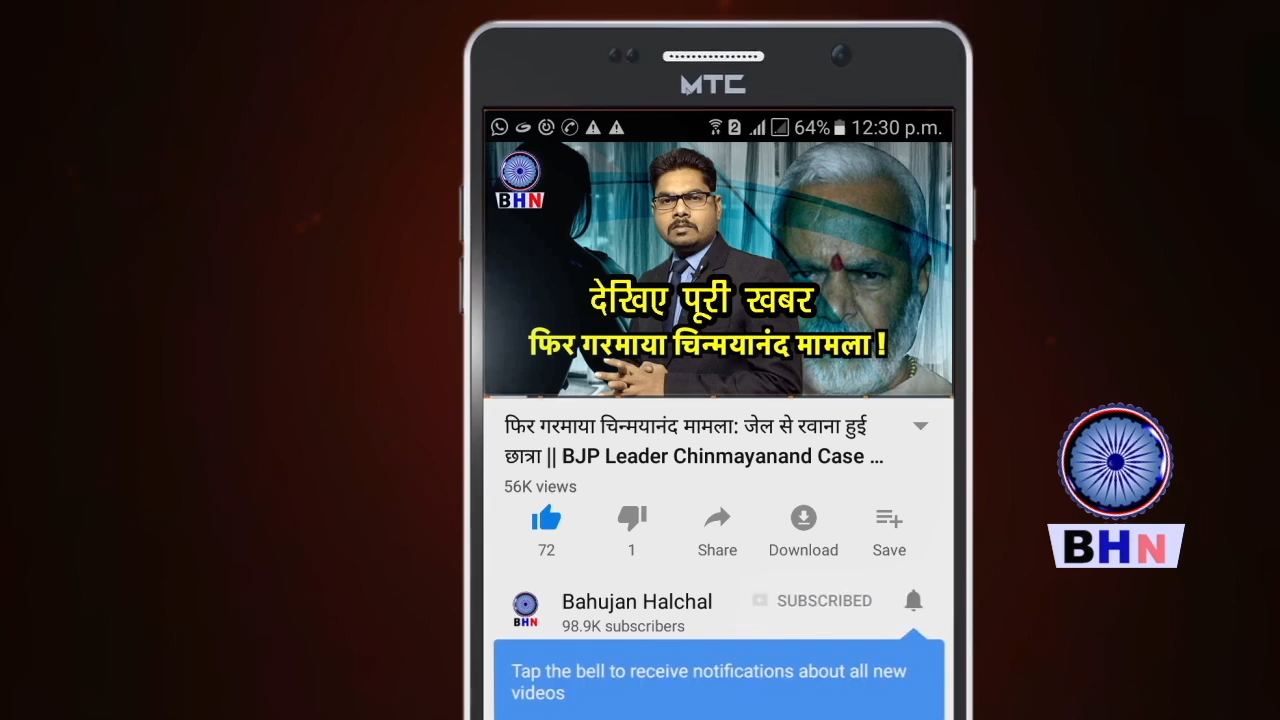 MTC
2 64% 12:30 p.m.
BHN
देखिए पूरी खबर
फिर गरमाया चिन्मयानंद मामला !
फिर गरमाया चिन्मयानंद मामला: जेल से रवाना हुई
छात्रा || BJP Leader Chinmayanand Case ...
56K views
72 1 Share Download Save
Bahujan Halchal SUBSCRIBED
98.9K subscribers
BHN
Tap the bell to receive notifications about all new
videos
BHN